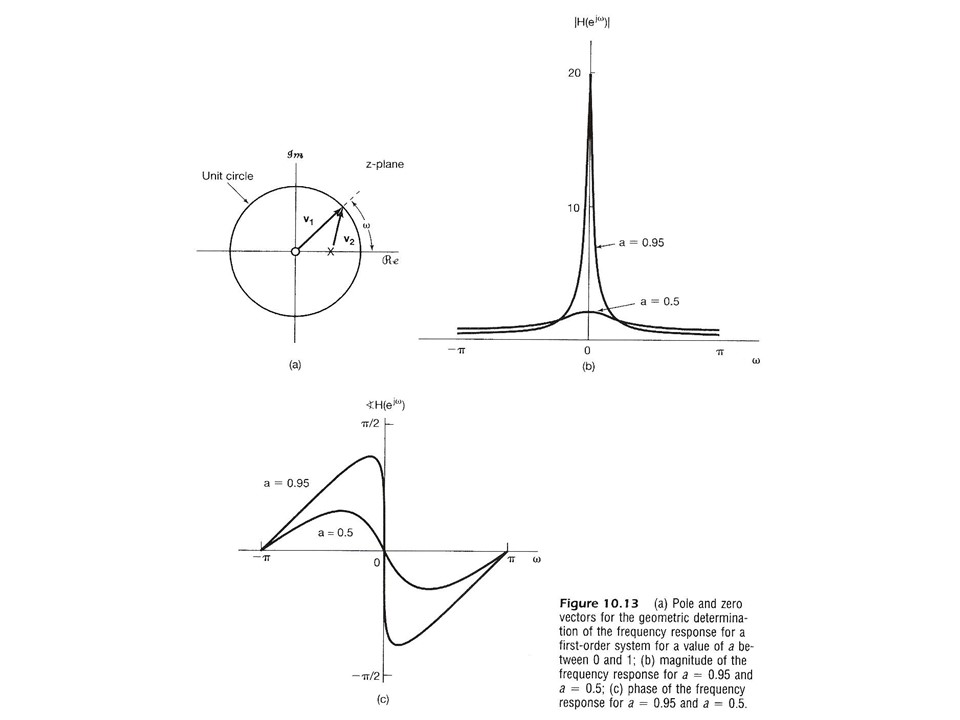 |H(e^jω)|
20
10
a = 0.95
a = 0.5
−π
0
π
ω
(b)
𝓘m
z-plane
Unit circle
v₁
v₂
ω
ℛe
(a)
∢H(e^jω)
π/2
a = 0.95
a = 0.5
−π
0
π
ω
−π/2
(c)
Figure 10.13 (a) Pole and zero
vectors for the geometric determina-
tion of the frequency response for a
first-order system for a value of a be-
tween 0 and 1; (b) magnitude of the
frequency response for a = 0.95 and
a = 0.5; (c) phase of the frequency
response for a = 0.95 and a = 0.5.